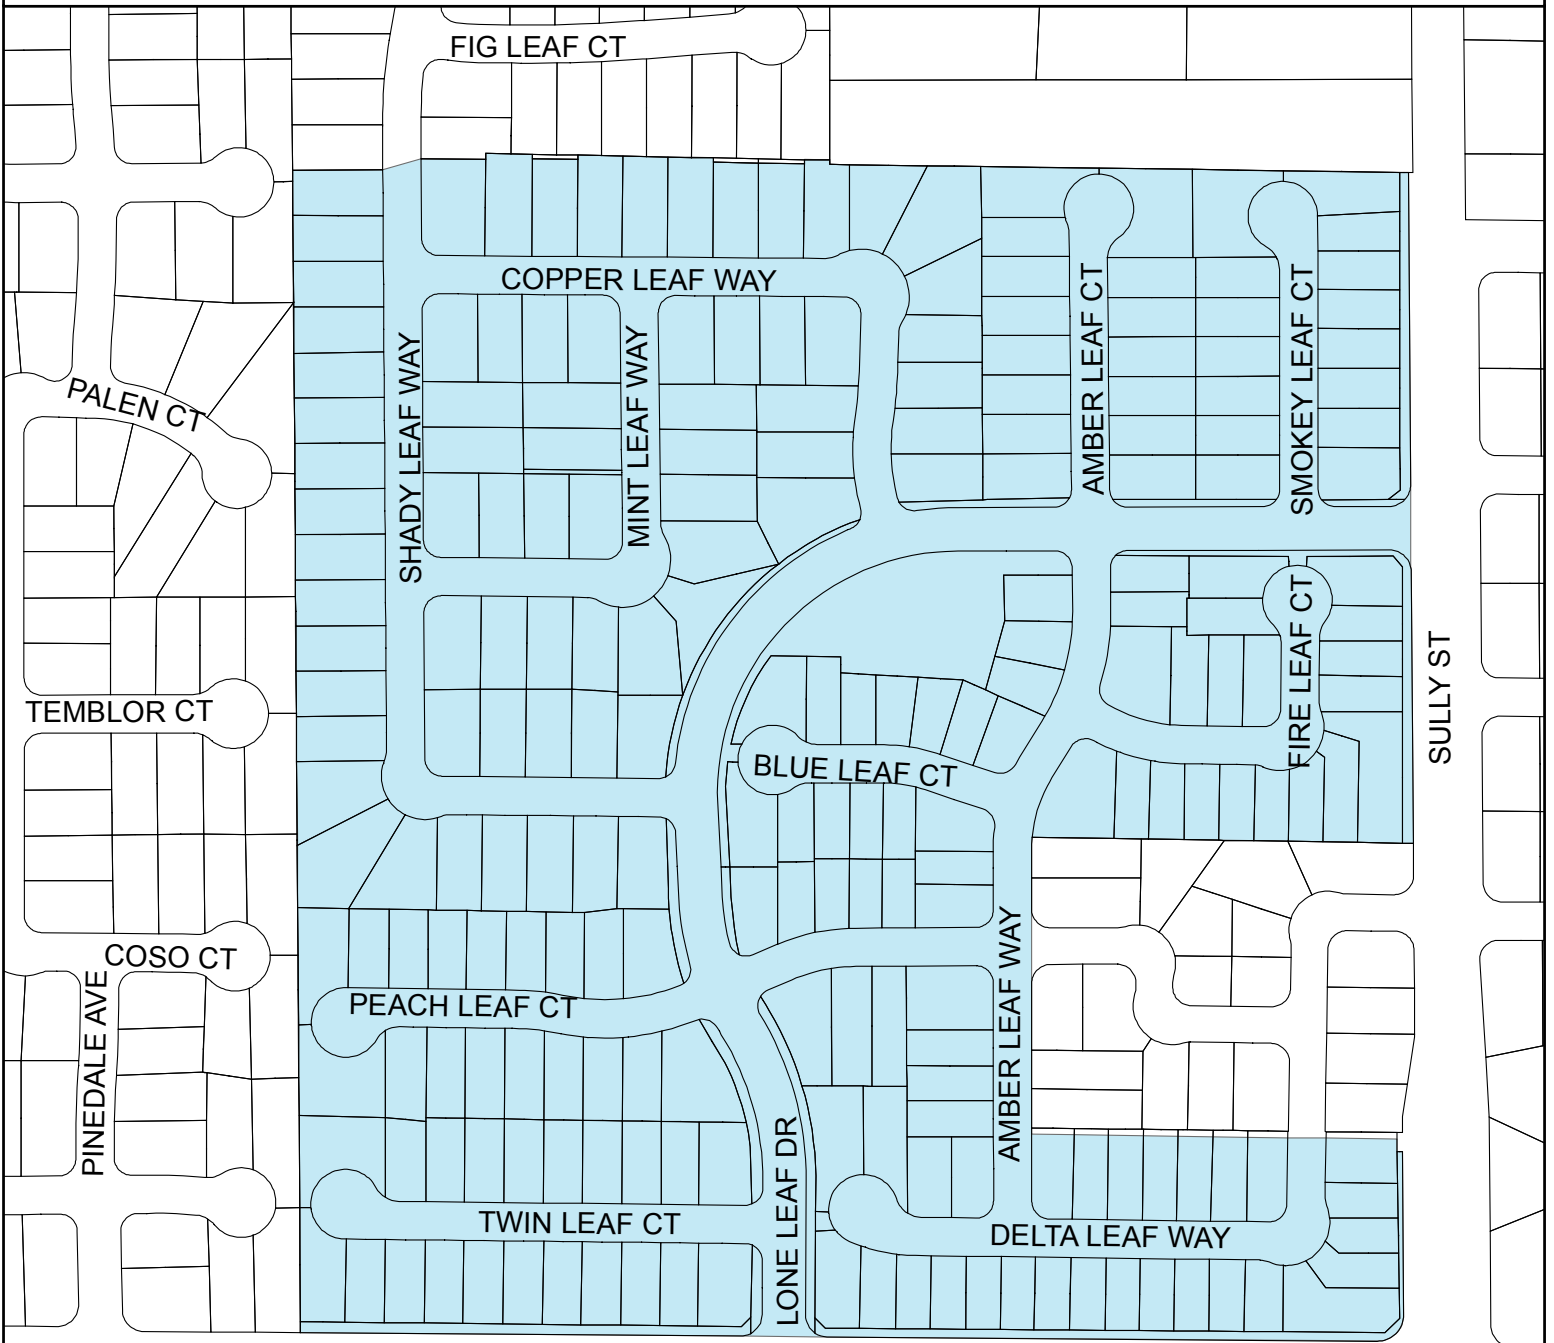 FIG LEAF CT
COPPER LEAF WAY
SHADY LEAF WAY
MINT LEAF WAY
AMBER LEAF CT
SMOKEY LEAF CT
PALEN CT
FIRE LEAF CT
SULLY ST
TEMBLOR CT
BLUE LEAF CT
COSO CT
PINEDALE AVE
PEACH LEAF CT
AMBER LEAF WAY
LONE LEAF DR
TWIN LEAF CT
DELTA LEAF WAY